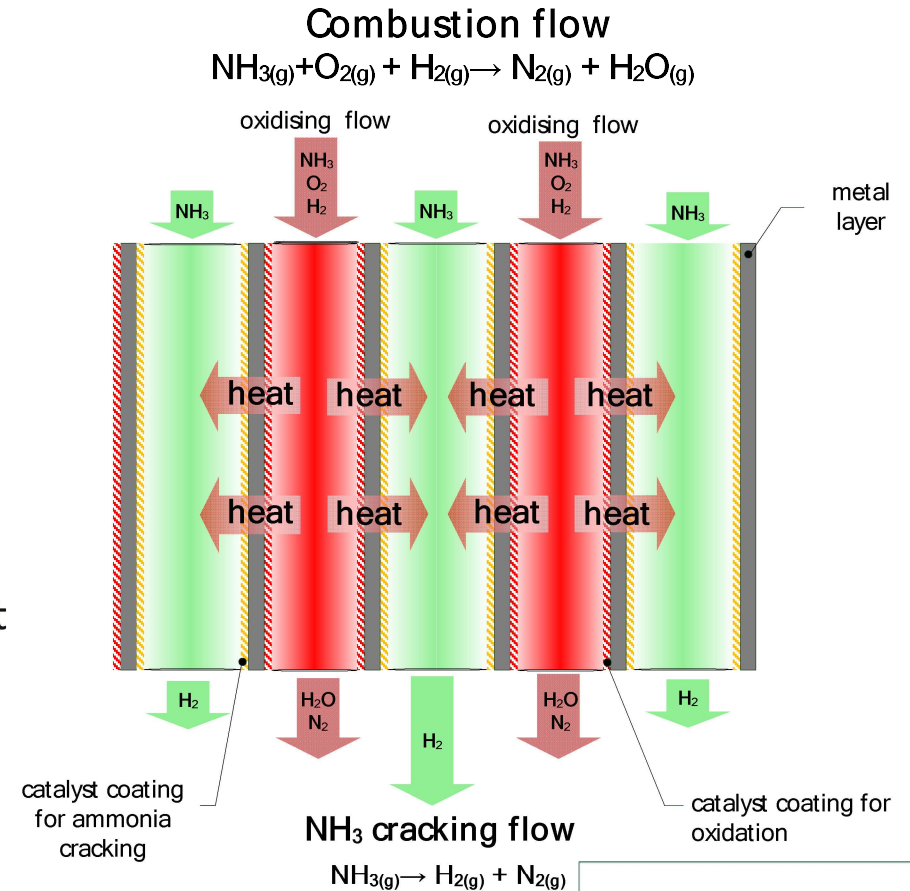 Combustion flow
NH3(g)+O2(g) + H2(g)→ N2(g) + H2O(g)
oxidising flow
oxidising flow
NH3
O2
H2
NH3
O2
H2
metal
layer
NH3
NH3
NH3
heat
heat
heat
heat
heat
heat
heat
heat
t
H2
H2O
N2
H2
H2O
N2
H2
catalyst coating
for ammonia
cracking
catalyst coating for
oxidation
NH3 cracking flow
NH3(g)→ H2(g) + N2(g)